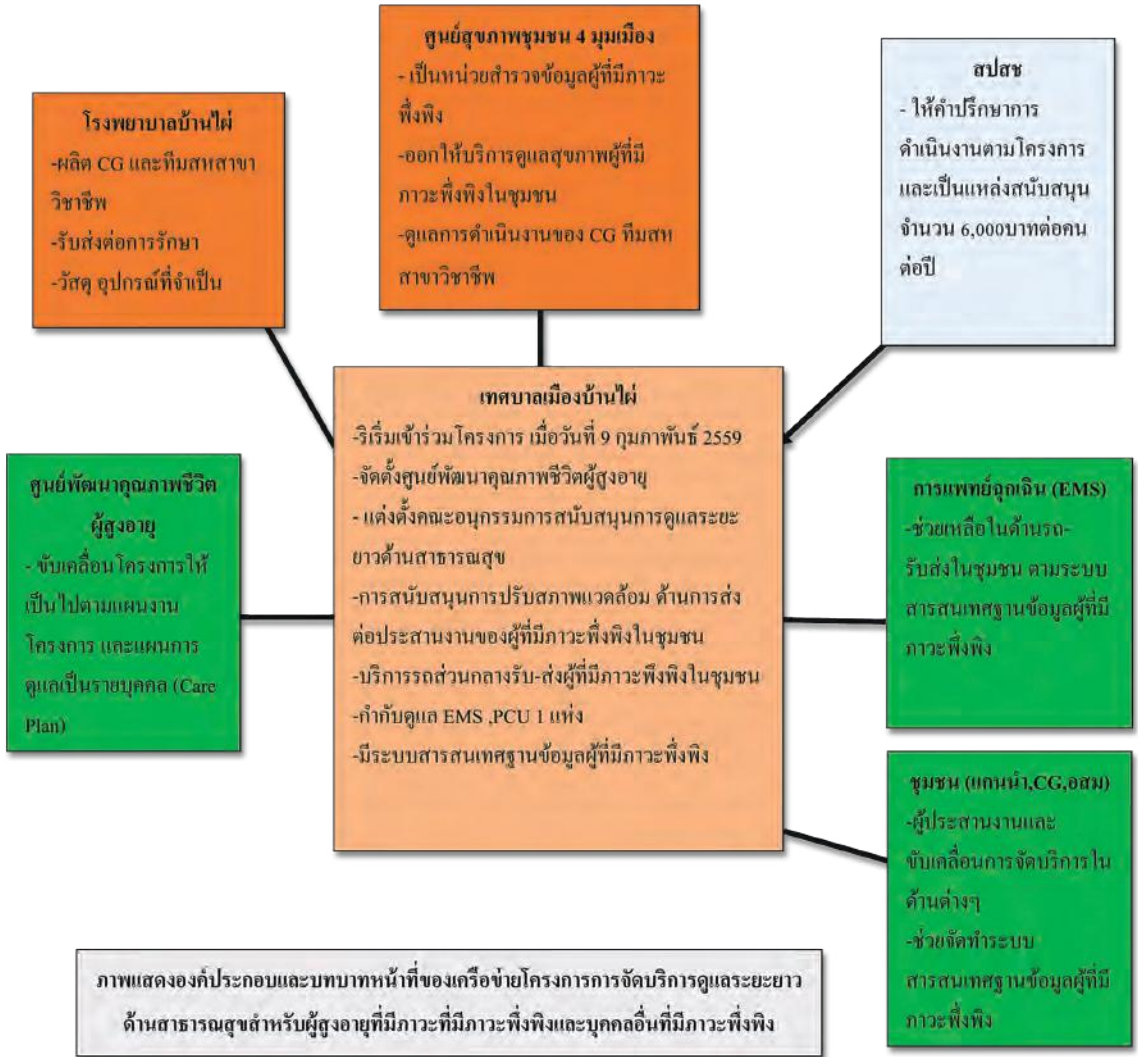 ศูนย์สุขภาพชุมชน 4 มุมเมือง
- เป็นหน่วยสำรวจข้อมูลผู้ที่มีภาวะ
พึ่งพิง
-ออกให้บริการดูแลสุขภาพผู้ที่มี
ภาวะพึ่งพิงในชุมชน
-ดูแลการดำเนินงานของ CG ทีมสห
สาขาวิชาชีพ
สปสช
- ให้คำปรึกษาการ
ดำเนินงานตามโครงการ
และเป็นแหล่งสนับสนุน
จำนวน 6,000บาทต่อคน
ต่อปี
โรงพยาบาลบ้านไผ่
-ผลิต CG และทีมสหสาขา
วิชาชีพ
-รับส่งต่อการรักษา
-วัสดุ อุปกรณ์ที่จำเป็น
เทศบาลเมืองบ้านไผ่
-ริเริ่มเข้าร่วมโครงการ เมื่อวันที่ 9 กุมภาพันธ์ 2559
-จัดตั้งศูนย์พัฒนาคุณภาพชีวิตผู้สูงอายุ
- แต่งตั้งคณะอนุกรรมการสนับสนุนการดูแลระยะ
ยาวด้านสาธารณสุข
-การสนับสนุนการปรับสภาพแวดล้อม ด้านการส่ง
ต่อประสานงานของผู้ที่มีภาวะพึ่งพิงในชุมชน
-บริการรถส่วนกลางรับ-ส่งผู้ที่มีภาวะพึ่งพิงในชุมชน
-กำกับดูแล EMS ,PCU 1 แห่ง
-มีระบบสารสนเทศฐานข้อมูลผู้ที่มีภาวะพึ่งพิง
ศูนย์พัฒนาคุณภาพชีวิต
ผู้สูงอายุ
- ขับเคลื่อนโครงการให้
เป็นไปตามแผนงาน
โครงการ และแผนการ
ดูแลเป็นรายบุคคล (Care
Plan)
การแพทย์ฉุกเฉิน (EMS)
-ช่วยเหลือในด้านรถ-
รับส่งในชุมชน ตามระบบ
สารสนเทศฐานข้อมูลผู้ที่มี
ภาวะพึ่งพิง
ชุมชน (แกนนำ,CG,อสม)
-ผู้ประสานงานและ
ขับเคลื่อนการจัดบริการใน
ด้านต่างๆ
-ช่วยจัดทำระบบ
สารสนเทศฐานข้อมูลผู้ที่มี
ภาวะพึ่งพิง
ภาพแสดงองค์ประกอบและบทบาทหน้าที่ของเครือข่ายโครงการการจัดบริการดูแลระยะยาว
ด้านสาธารณสุขสำหรับผู้สูงอายุที่มีภาวะที่มีภาวะพึ่งพิงและบุคคลอื่นที่มีภาวะพึ่งพิง